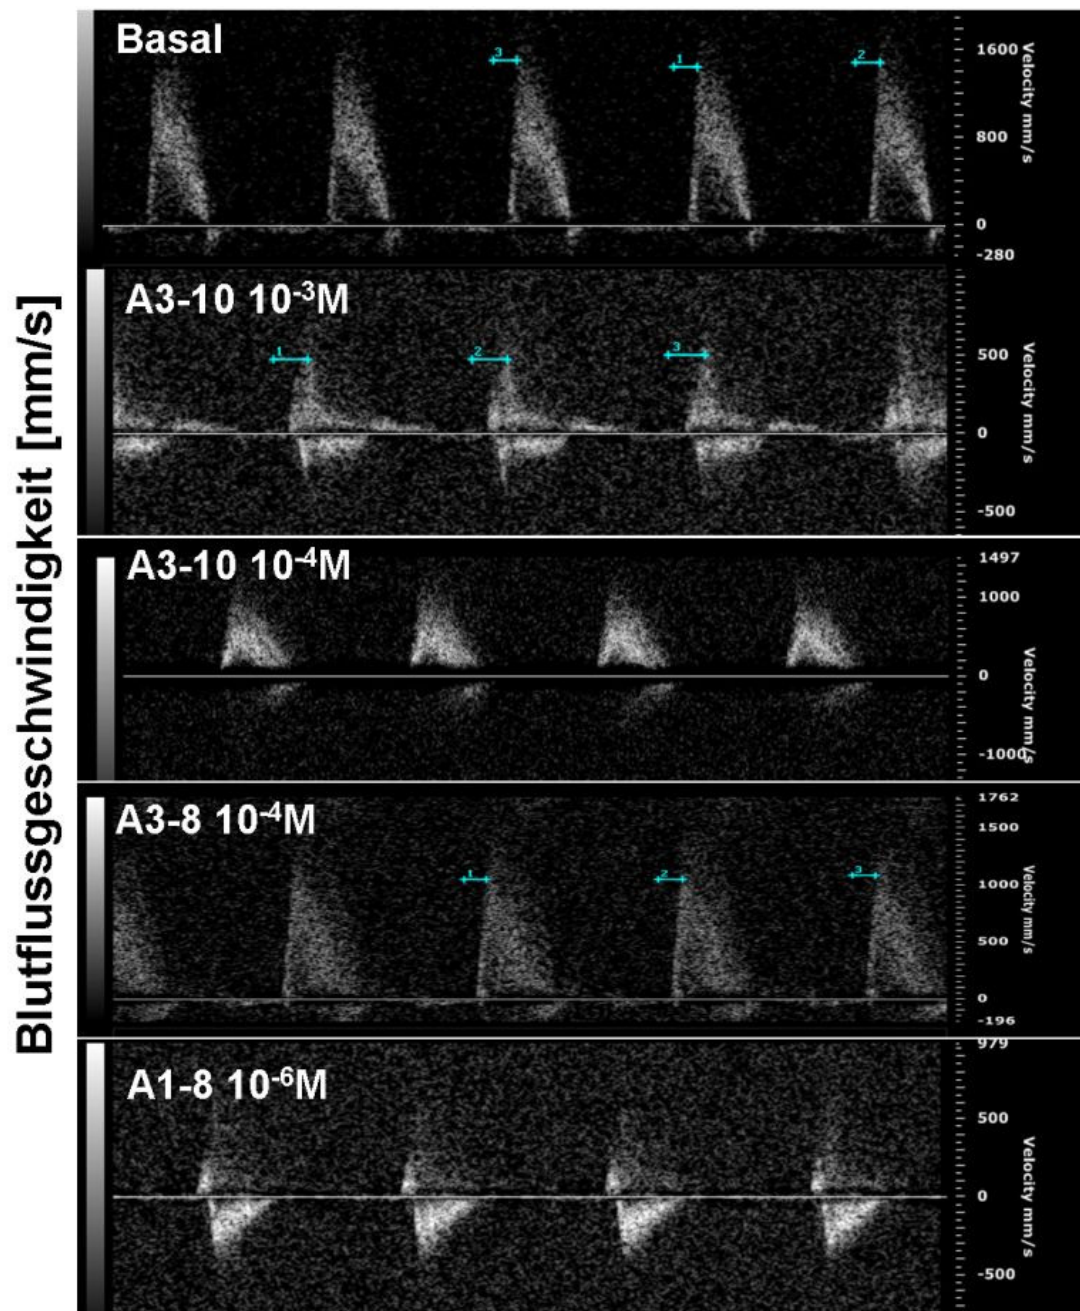 Blutflussgeschwindigkeit [mm/s]
Basal
3
1
2
1600
800
0
-280
Velocity mm/s
A3-10 10⁻³M
1
2
3
500
0
-500
Velocity mm/s
A3-10 10⁻⁴M
1497
1000
0
-1000
Velocity mm/s
A3-8 10⁻⁴M
1
2
3
1762
1500
1000
500
0
-196
Velocity mm/s
A1-8 10⁻⁶M
979
500
0
-500
Velocity mm/s